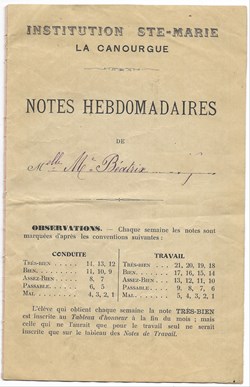 INSTITUTION STE-MARIE
LA CANOURGUE
NOTES HEBDOMADAIRES
DE
Melle Mie Béatrix
OBSERVATIONS. — Chaque semaine les notes sont
marquées d'après les conventions suivantes :
CONDUITE TRAVAIL
TRÈS-BIEN . . . . 14, 13, 12 TRÈS-BIEN . . . . 21, 20, 19, 18
BIEN. . . . . . 11, 10, 9 BIEN. . . . . . 17, 16, 15, 14
ASSEZ-BIEN . . . 8, 7 ASSEZ-BIEN . . . 13, 12, 11, 10
PASSABLE. . . . . 6, 5 PASSABLE. . . . . 9, 8, 7, 6
MAL. . . . . . 4, 3, 2, 1 MAL. . . . . . 5, 4, 3, 2, 1
L'élève qui obtient chaque semaine la note TRÈS-BIEN
est inscrite au Tableau d'honneur à la fin du mois ; mais
celle qui ne l'aurait que pour le travail seul ne serait
inscrite que sur le tableau des Notes de Travail.